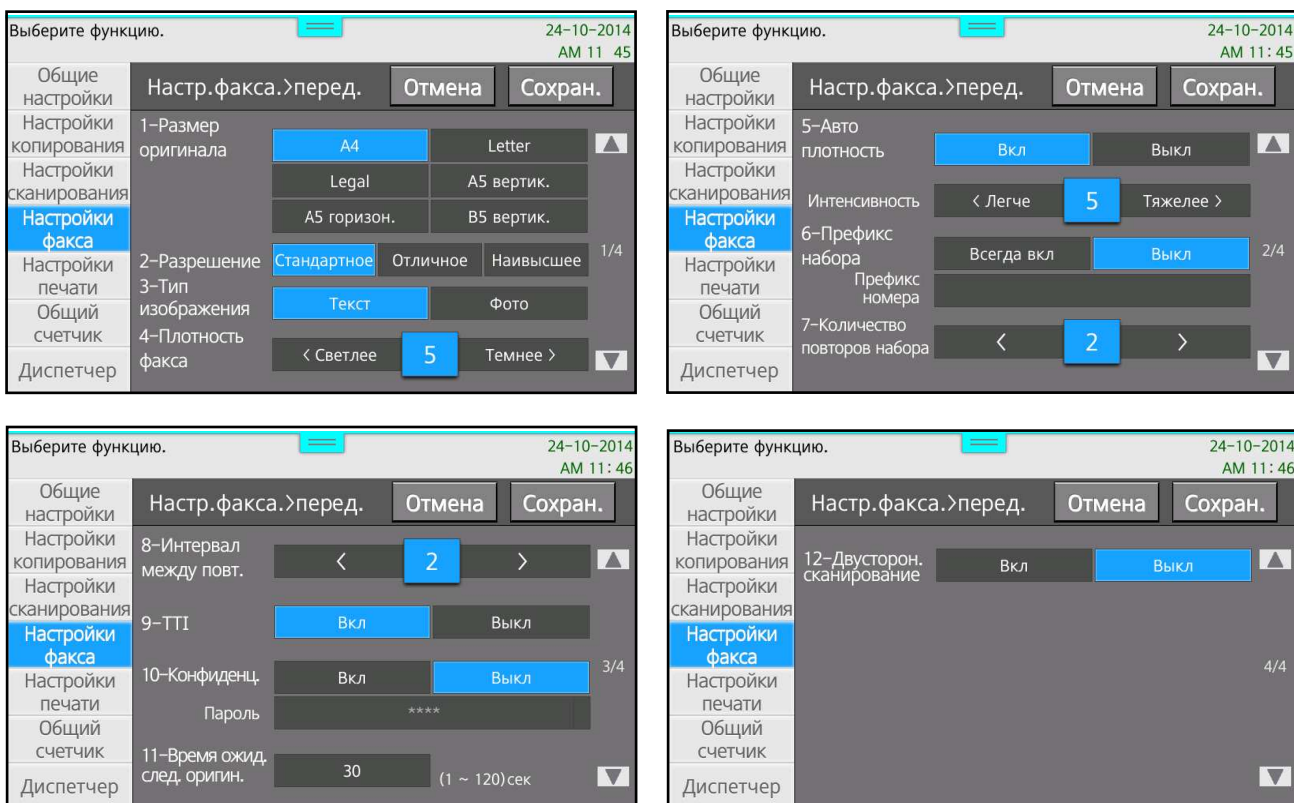 Выберите функцию.
24-10-2014
AM 11 45
Общие
настройки
Настройки
копирования
Настройки
сканирования
Настройки
факса
Настройки
печати
Общий
счетчик
Диспетчер
Настр.факса.>перед.
Отмена
Сохран.
1-Размер
оригинала
A4
Letter
Legal
A5 вертик.
A5 горизон.
B5 вертик.
2-Разрешение
Стандартное
Отличное
Наивысшее
1/4
3-Тип
изображения
Текст
Фото
4-Плотность
факса
< Светлее
5
Темнее >
Выберите функцию.
24-10-2014
AM 11:45
Общие
настройки
Настройки
копирования
Настройки
сканирования
Настройки
факса
Настройки
печати
Общий
счетчик
Диспетчер
Настр.факса.>перед.
Отмена
Сохран.
5-Авто
плотность
Вкл
Выкл
Интенсивность
< Легче
5
Тяжелее >
6-Префикс
набора
Всегда вкл
Выкл
2/4
Префикс
номера
7-Количество
повторов набора
<
2
>
Выберите функцию.
24-10-2014
AM 11:46
Общие
настройки
Настройки
копирования
Настройки
сканирования
Настройки
факса
Настройки
печати
Общий
счетчик
Диспетчер
Настр.факса.>перед.
Отмена
Сохран.
8-Интервал
между повт.
<
2
>
9-TTI
Вкл
Выкл
10-Конфиденц.
Вкл
Выкл
3/4
Пароль
****
11-Время ожид.
след. оригин.
30
(1 ~ 120)сек
Выберите функцию.
24-10-2014
AM 11:46
Общие
настройки
Настройки
копирования
Настройки
сканирования
Настройки
факса
Настройки
печати
Общий
счетчик
Диспетчер
Настр.факса.>перед.
Отмена
Сохран.
12-Двусторон.
сканирование
Вкл
Выкл
4/4